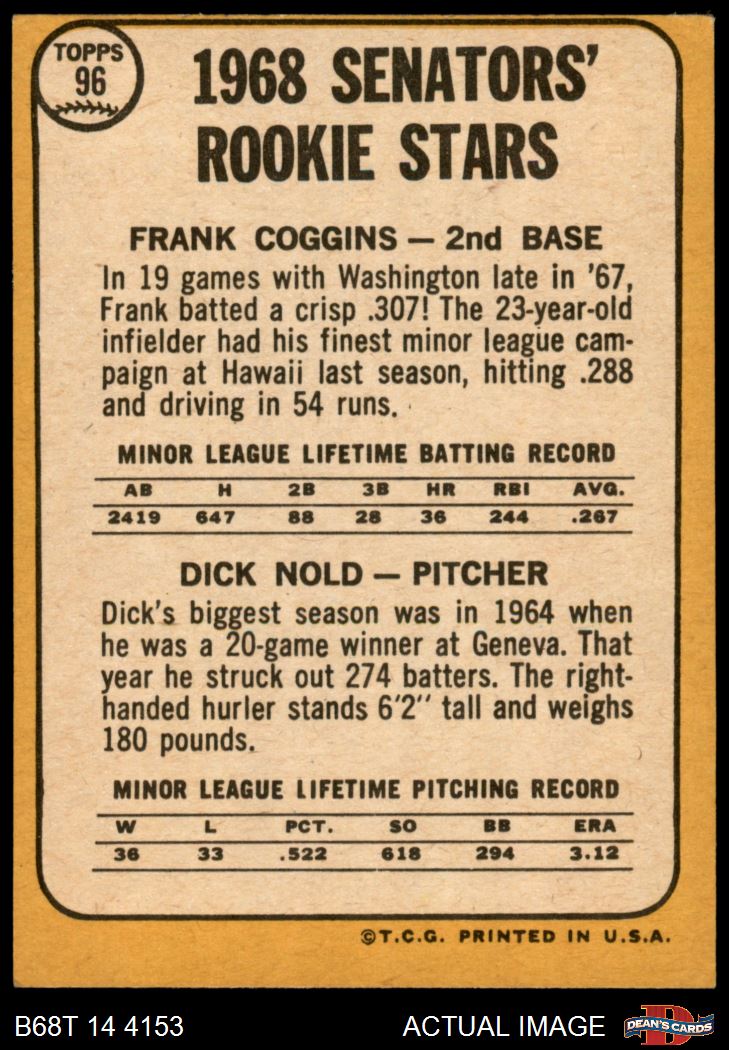 TOPPS
96
1968 SENATORS'
ROOKIE STARS
FRANK COGGINS — 2nd BASE
In 19 games with Washington late in '67,
Frank batted a crisp .307! The 23-year-old
infielder had his finest minor league cam-
paign at Hawaii last season, hitting .288
and driving in 54 runs.
MINOR LEAGUE LIFETIME BATTING RECORD
AB H 2B 3B HR RBI AVG.
2419 647 88 28 36 244 .267
DICK NOLD — PITCHER
Dick's biggest season was in 1964 when
he was a 20-game winner at Geneva. That
year he struck out 274 batters. The right-
handed hurler stands 6'2'' tall and weighs
180 pounds.
MINOR LEAGUE LIFETIME PITCHING RECORD
W L PCT. SO BB ERA
36 33 .522 618 294 3.12
©T.C.G. PRINTED IN U.S.A.
B68T 14 4153 ACTUAL IMAGE D DEAN'S CARDS